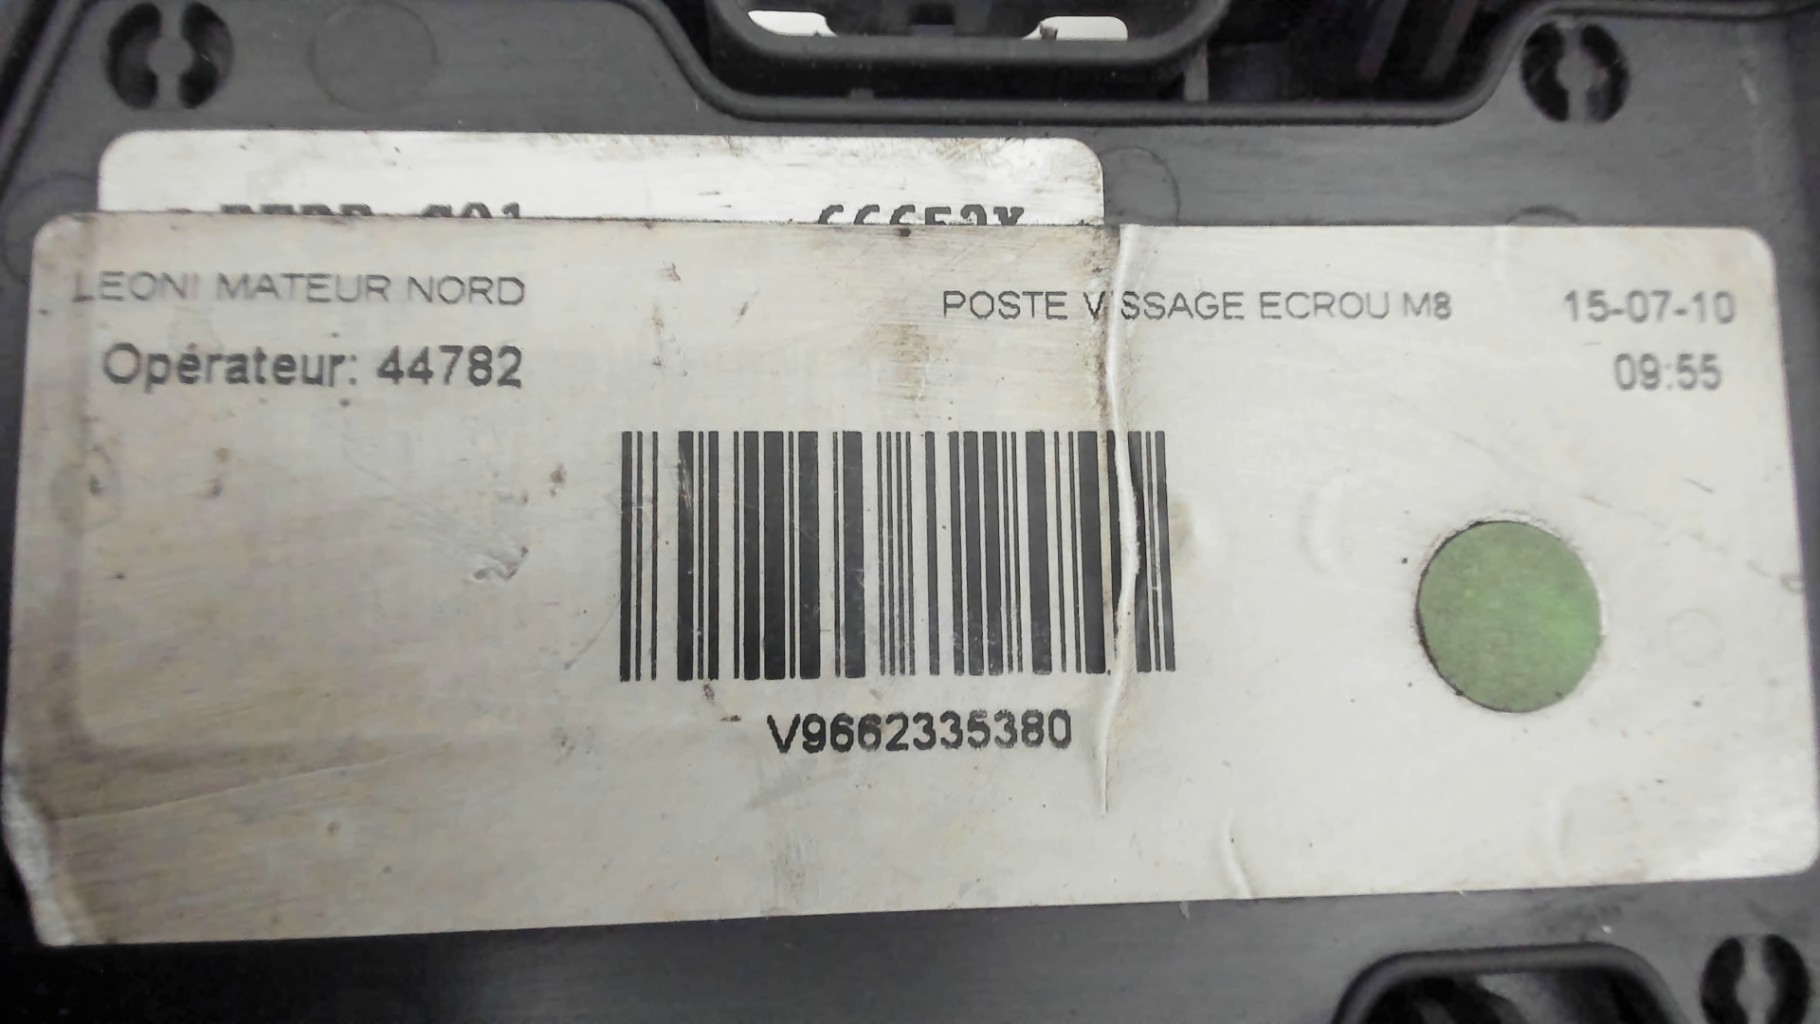 LEONI MATEUR NORD POSTE VISSAGE ECROU M8 15-07-10
Opérateur: 44782 09:55
V9662335380